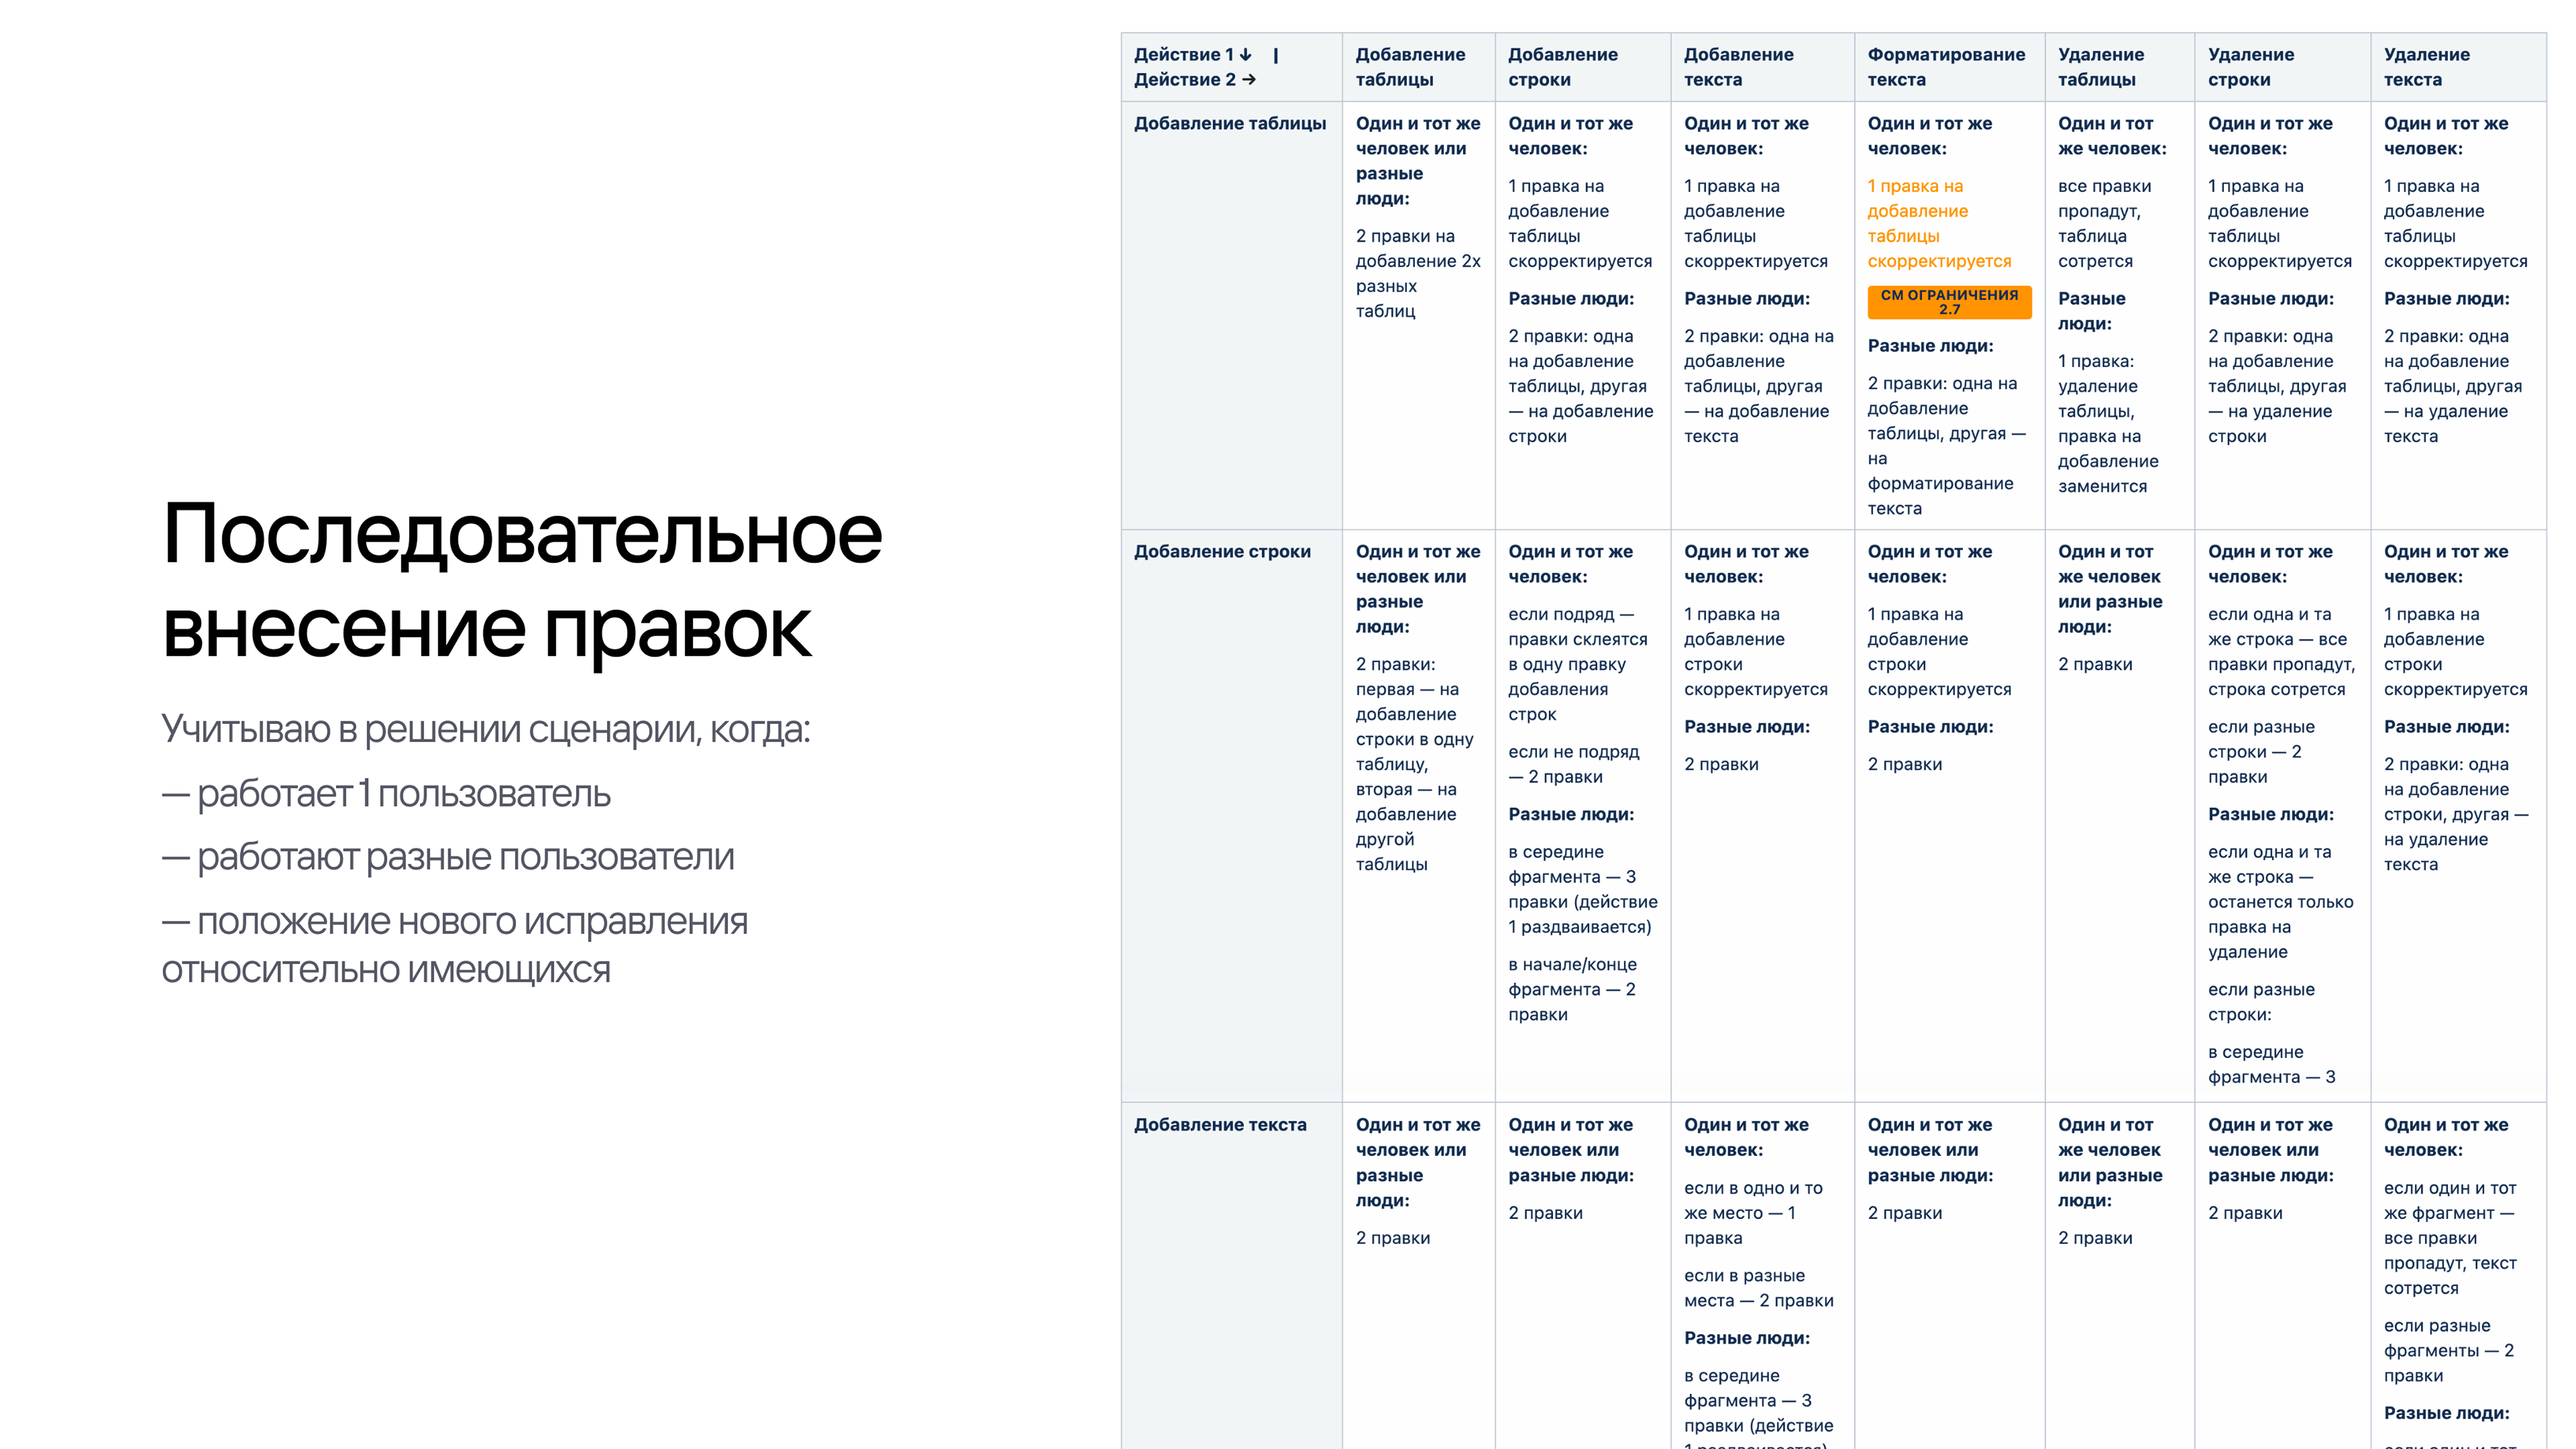 Последовательное
внесение правок
Учитываю в решении сценарии, когда:
— работает 1 пользователь
— работают разные пользователи
— положение нового исправления
относительно имеющихся
Действие 1 ↓ |
Действие 2 →
Добавление
таблицы
Добавление
строки
Добавление
текста
Форматирование
текста
Удаление
таблицы
Удаление
строки
Удаление
текста
Добавление таблицы
Один и тот же
человек или
разные
люди:
2 правки на
добавление 2х
разных
таблиц
Один и тот же
человек:
1 правка на
добавление
таблицы
скорректируется
Разные люди:
2 правки: одна
на добавление
таблицы, другая
— на добавление
строки
Один и тот же
человек:
1 правка на
добавление
таблицы
скорректируется
Разные люди:
2 правки: одна на
добавление
таблицы, другая
— на добавление
текста
Один и тот же
человек:
1 правка на
добавление
таблицы
скорректируется
СМ ОГРАНИЧЕНИЯ
2.7
Разные люди:
2 правки: одна на
добавление
таблицы, другая —
на
форматирование
текста
Один и тот
же человек:
все правки
пропадут,
таблица
сотрется
Разные
люди:
1 правка:
удаление
таблицы,
правка на
добавление
заменится
Один и тот же
человек:
1 правка на
добавление
таблицы
скорректируется
Разные люди:
2 правки: одна
на добавление
таблицы, другая
— на удаление
строки
Один и тот же
человек:
1 правка на
добавление
таблицы
скорректируется
Разные люди:
2 правки: одна
на добавление
таблицы, другая
— на удаление
текста
Добавление строки
Один и тот же
человек или
разные
люди:
2 правки:
первая — на
добавление
строки в одну
таблицу,
вторая — на
добавление
другой
таблицы
Один и тот же
человек:
если подряд —
правки склеятся
в одну правку
добавления
строк
если не подряд
— 2 правки
Разные люди:
в середине
фрагмента — 3
правки (действие
1 раздваивается)
в начале/конце
фрагмента — 2
правки
Один и тот же
человек:
1 правка на
добавление
строки
скорректируется
Разные люди:
2 правки
Один и тот же
человек:
1 правка на
добавление
строки
скорректируется
Разные люди:
2 правки
Один и тот
же человек
или разные
люди:
2 правки
Один и тот же
человек:
если одна и та
же строка — все
правки пропадут,
строка сотрется
если разные
строки — 2
правки
Разные люди:
если одна и та
же строка —
останется только
правка на
удаление
если разные
строки:
в середине
фрагмента — 3
Один и тот же
человек:
1 правка на
добавление
строки
скорректируется
Разные люди:
2 правки: одна
на добавление
строки, другая —
на удаление
текста
Добавление текста
Один и тот же
человек или
разные
люди:
2 правки
Один и тот же
человек или
разные люди:
2 правки
Один и тот же
человек:
если в одно и то
же место — 1
правка
если в разные
места — 2 правки
Разные люди:
в середине
фрагмента — 3
правки (действие
Один и тот же
человек или
разные люди:
2 правки
Один и тот
же человек
или разные
люди:
2 правки
Один и тот же
человек или
разные люди:
2 правки
Один и тот же
человек:
если один и тот
же фрагмент —
все правки
пропадут, текст
сотрется
если разные
фрагменты — 2
правки
Разные люди: